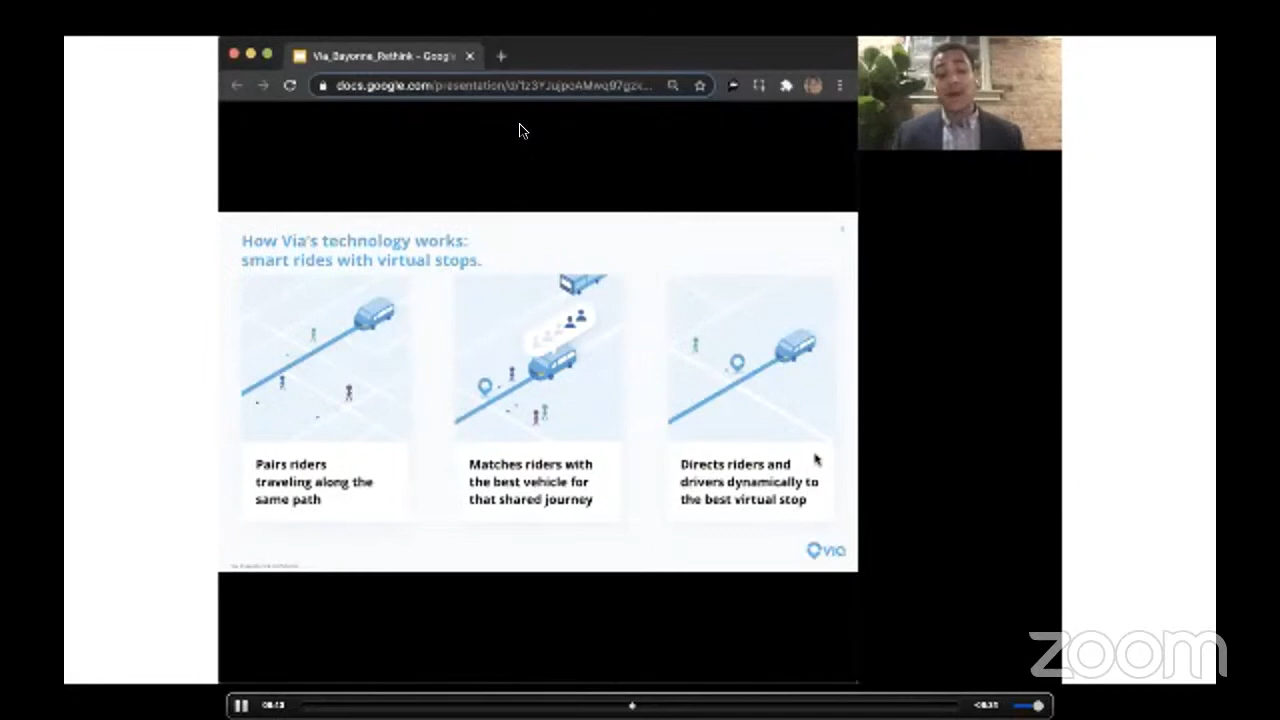 Via_Bayonne_Rethink - Google
docs.google.com/presentation/d/
How Via's technology works:
smart rides with virtual stops.
Pairs riders
traveling along the
same path
Matches riders with
the best vehicle for
that shared journey
Directs riders and
drivers dynamically to
the best virtual stop
via
zoom